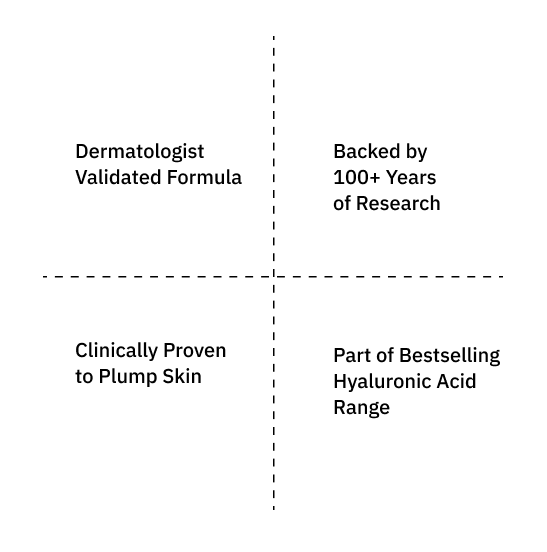 Dermatologist
Validated Formula
Backed by
100+ Years
of Research
Clinically Proven
to Plump Skin
Part of Bestselling
Hyaluronic Acid
Range